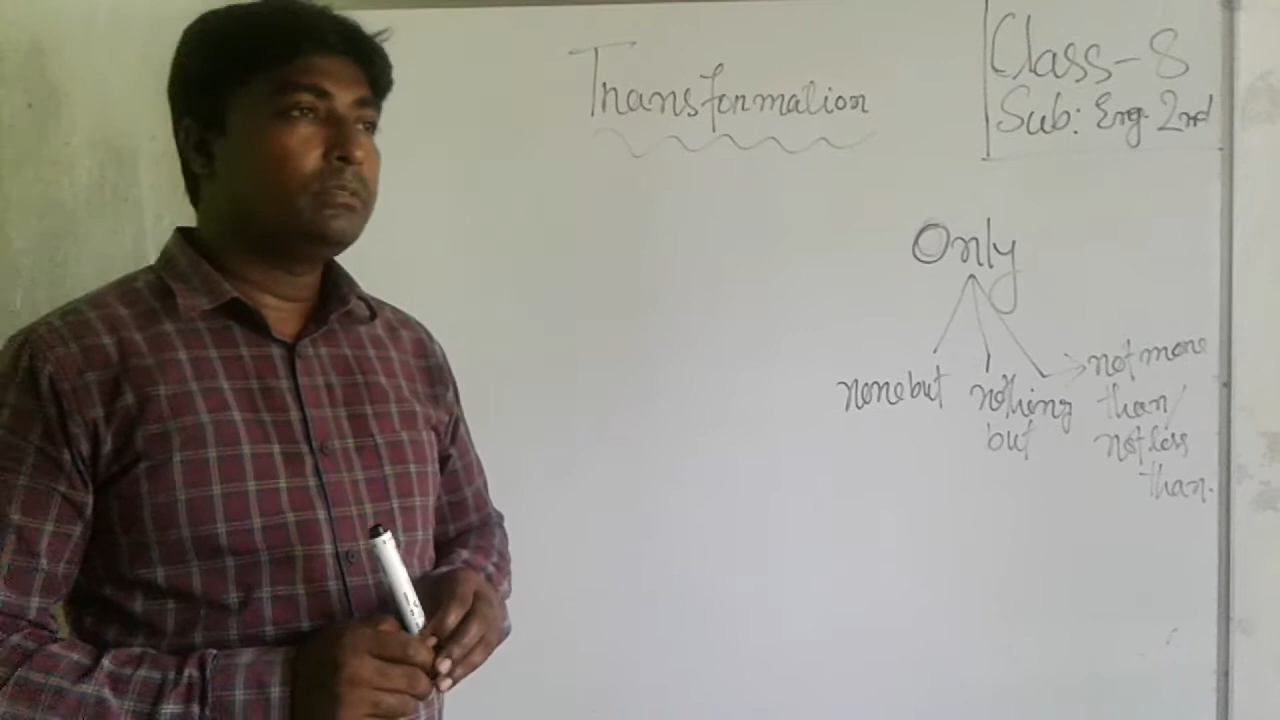 Transformation
Class-8
Sub: Eng. 2nd
Only
none but
nothing
but
not more
than/
not less
than.